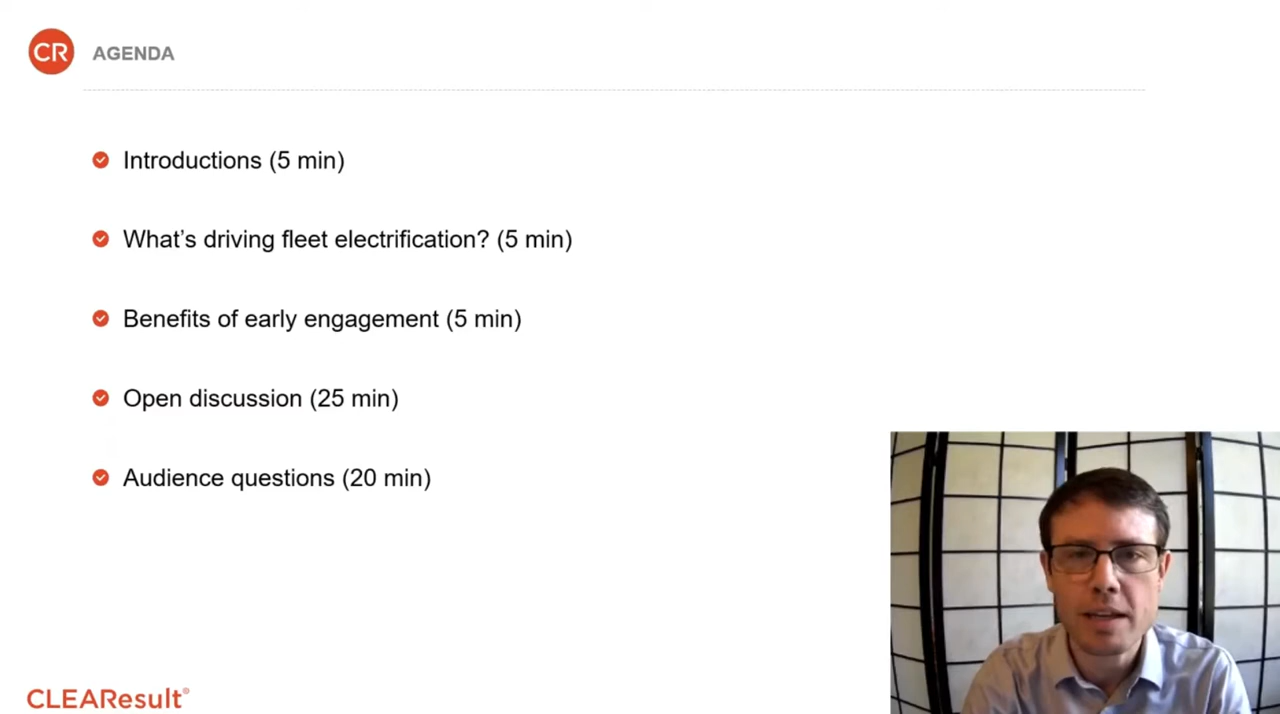 CR
AGENDA
Introductions (5 min)
What’s driving fleet electrification? (5 min)
Benefits of early engagement (5 min)
Open discussion (25 min)
Audience questions (20 min)
CLEAResult®